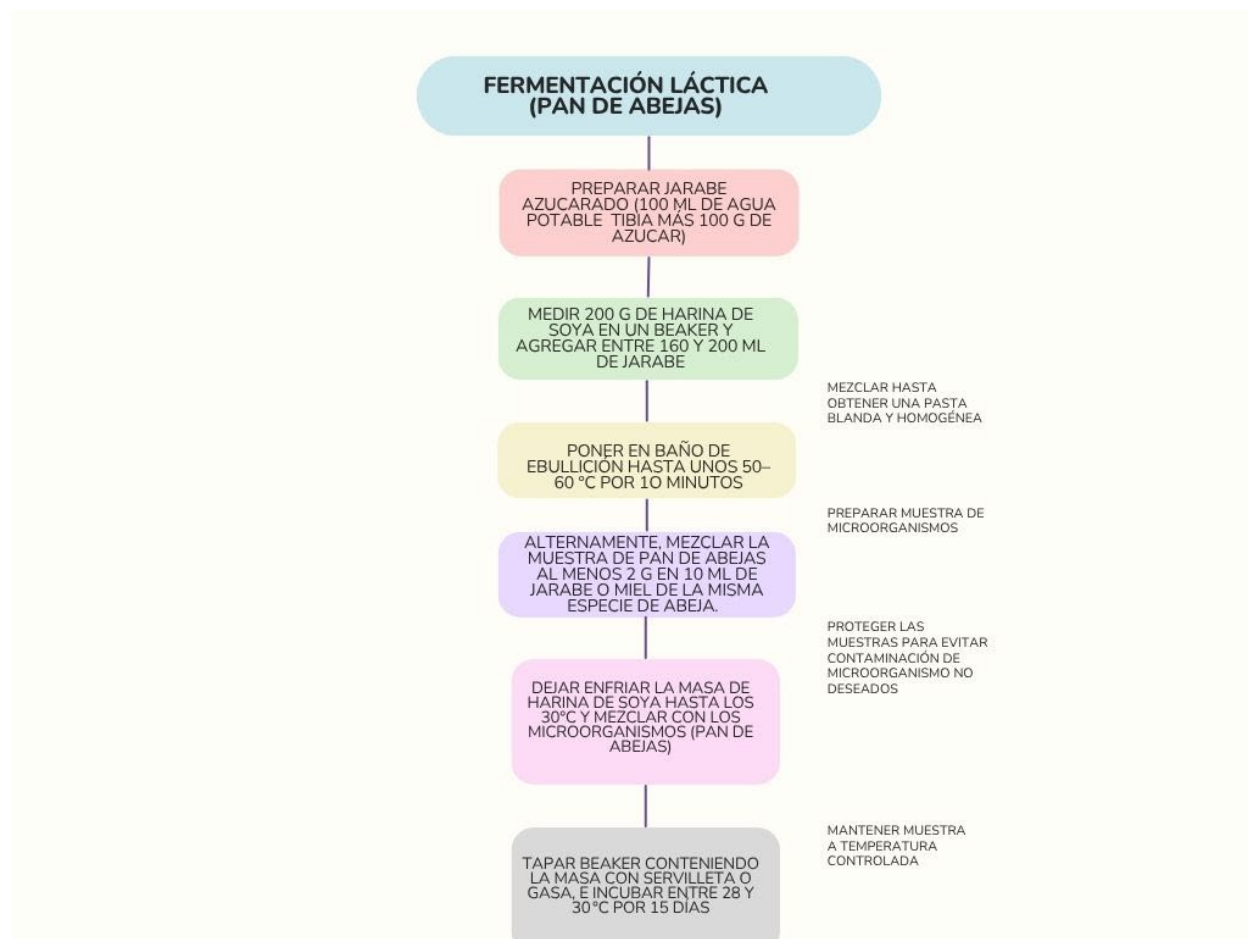 FERMENTACIÓN LÁCTICA
(PAN DE ABEJAS)
PREPARAR JARABE
AZUCARADO (100 ML DE AGUA
POTABLE TIBIA MÁS 100 G DE
AZUCAR)
MEDIR 200 G DE HARINA DE
SOYA EN UN BEAKER Y
AGREGAR ENTRE 160 Y 200 ML
DE JARABE
MEZCLAR HASTA
OBTENER UNA PASTA
BLANDA Y HOMOGÉNEA
PONER EN BAÑO DE
EBULLICIÓN HASTA UNOS 50–
60 °C POR 1O MINUTOS
PREPARAR MUESTRA DE
MICROORGANISMOS
ALTERNAMENTE, MEZCLAR LA
MUESTRA DE PAN DE ABEJAS
AL MENOS 2 G EN 10 ML DE
JARABE O MIEL DE LA MISMA
ESPECIE DE ABEJA.
PROTEGER LAS
MUESTRAS PARA EVITAR
CONTAMINACIÓN DE
MICROORGANISMO NO
DESEADOS
DEJAR ENFRIAR LA MASA DE
HARINA DE SOYA HASTA LOS
30°C Y MEZCLAR CON LOS
MICROORGANISMOS (PAN DE
ABEJAS)
MANTENER MUESTRA
A TEMPERATURA
CONTROLADA
TAPAR BEAKER CONTENIENDO
LA MASA CON SERVILLETA O
GASA, E INCUBAR ENTRE 28 Y
30 °C POR 15 DÍAS